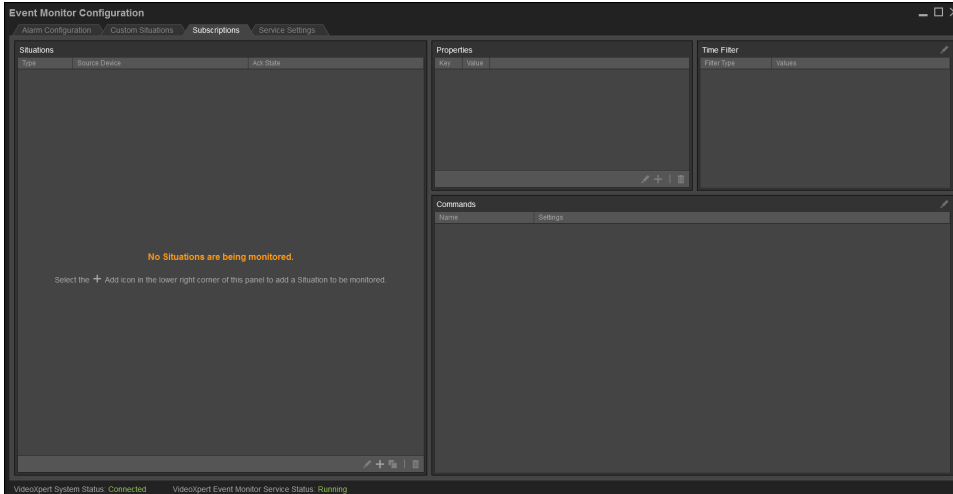 Event Monitor Configuration
Alarm Configuration Custom Situations Subscriptions Service Settings
Situations
Type Source Device Ack State
No Situations are being monitored.
Select the + Add icon in the lower right corner of this panel to add a Situation to be monitored.
Properties
Key Value
Time Filter
Filter Type Values
Commands
Name Settings
VideoXpert System Status: Connected VideoXpert Event Monitor Service Status: Running